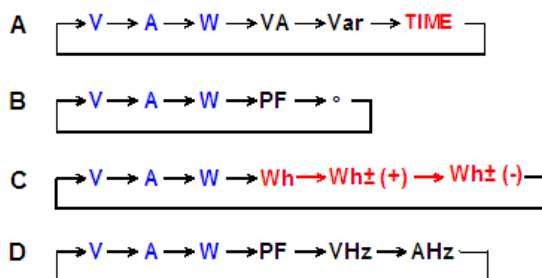 A V A W VA Var TIME
B V A W PF °
C V A W Wh Wh± (+) Wh± (-)
D V A W PF VHz AHz